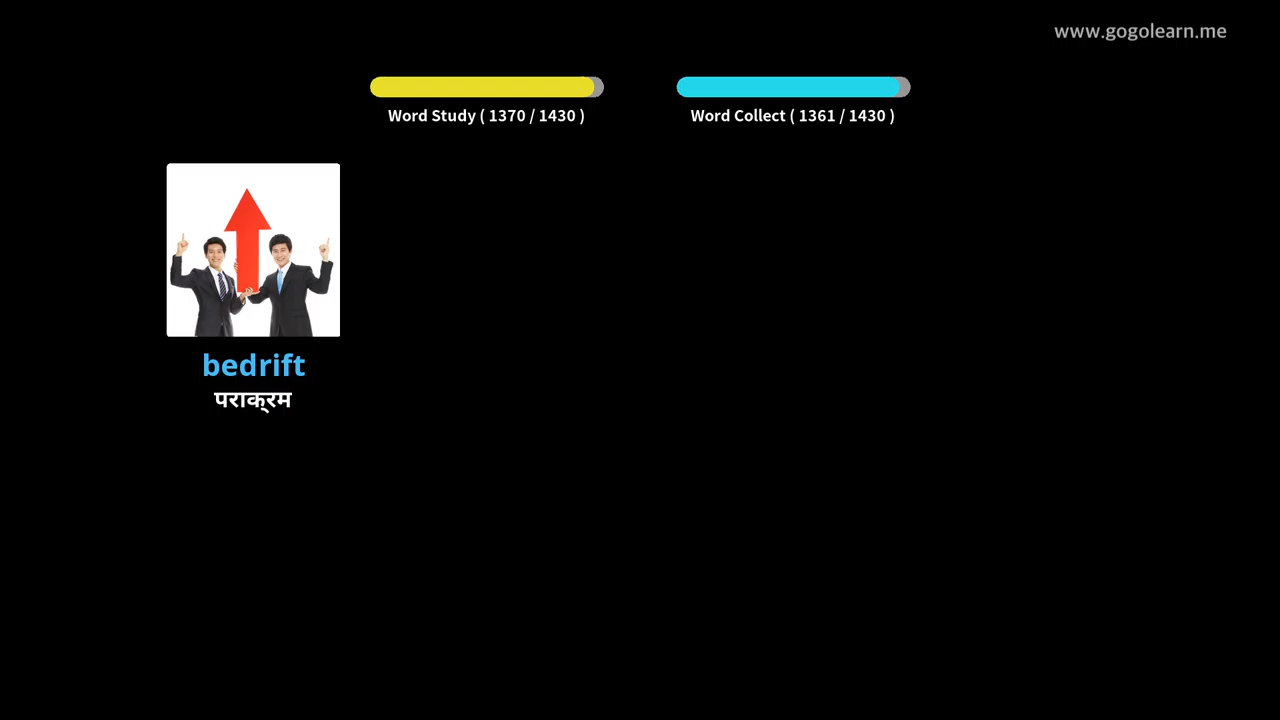 www.gogolearn.me
Word Study ( 1370 / 1430 )
Word Collect ( 1361 / 1430 )
bedrift
पराक्रम